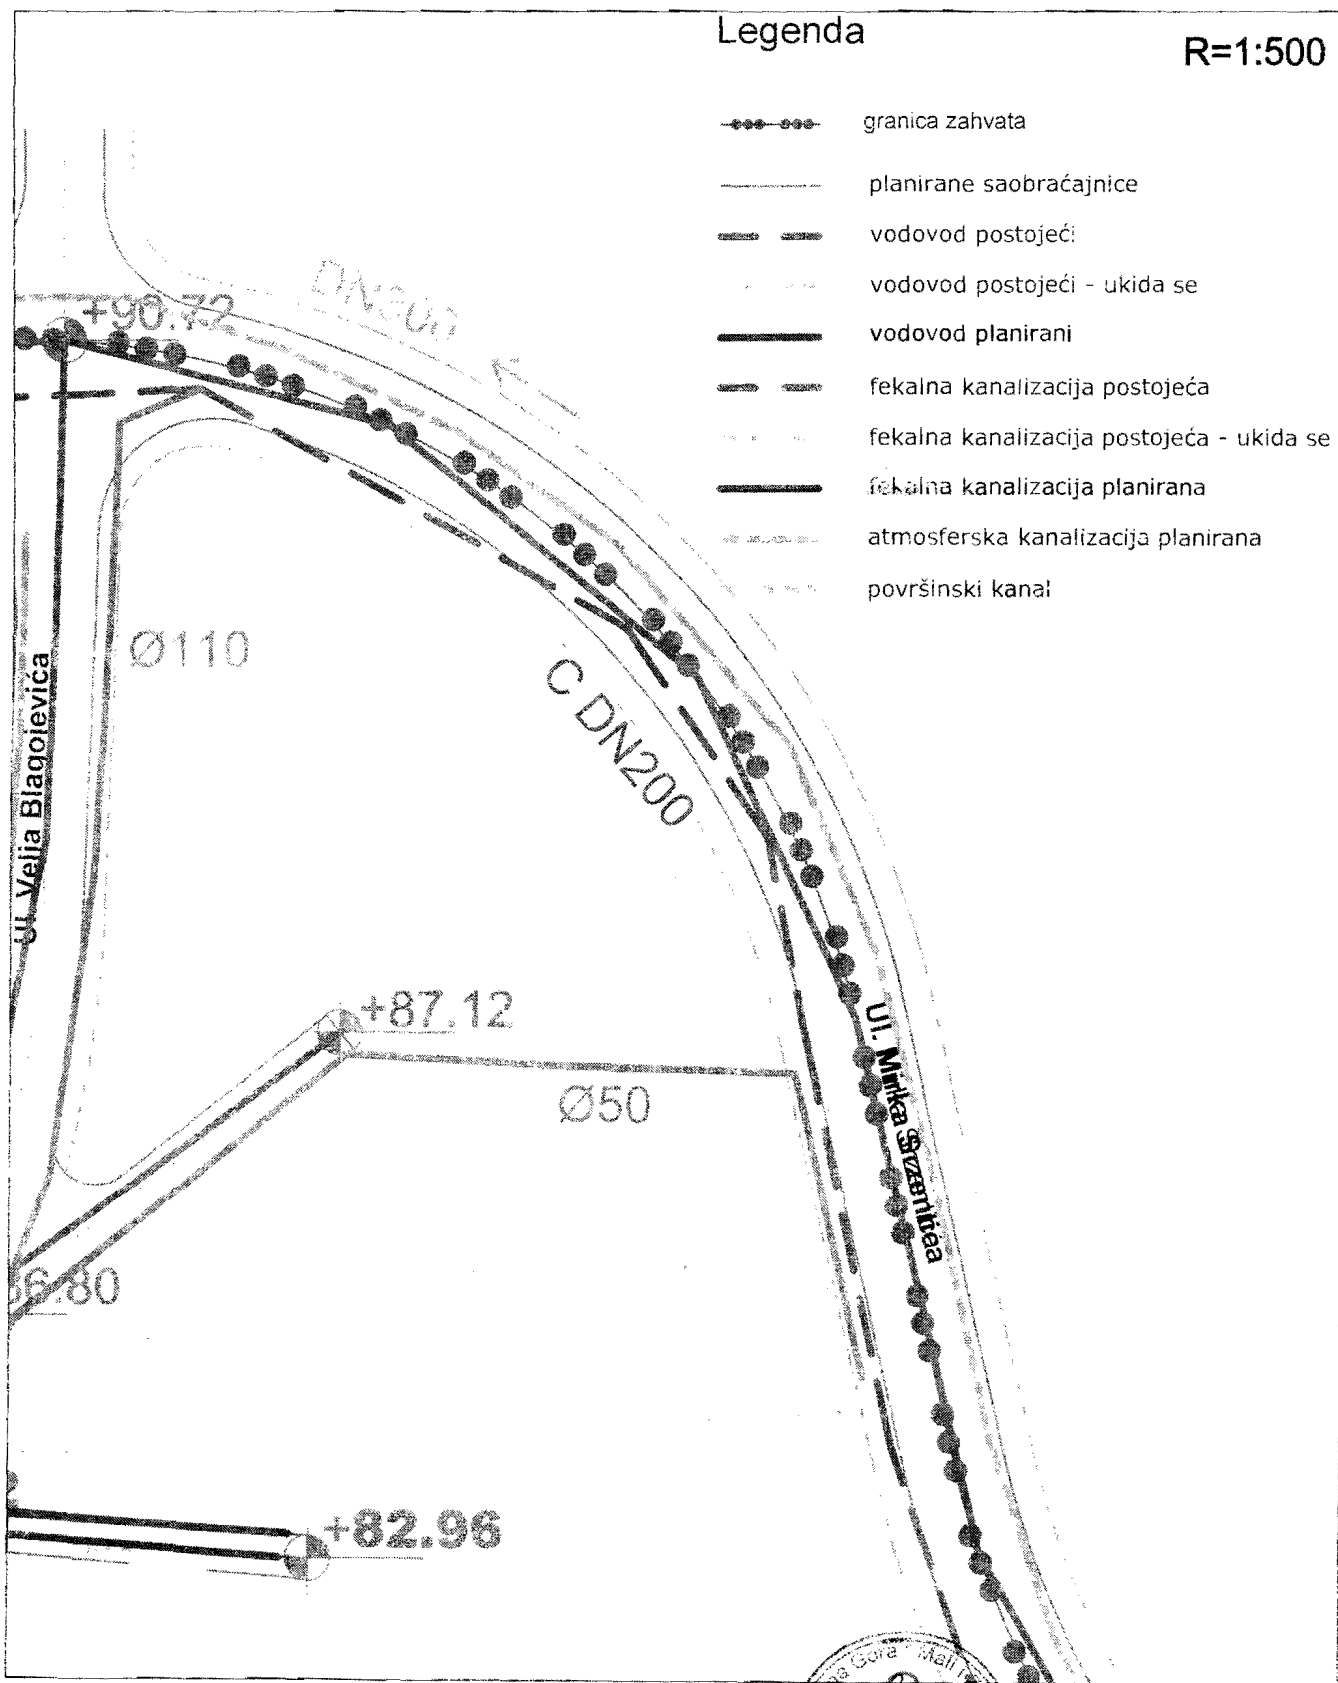 Legenda
R=1:500
granica zahvata
planirane saobraćajnice
vodovod postojeći
vodovod postojeći - ukida se
vodovod planirani
fekalna kanalizacija postojeća
fekalna kanalizacija postojeća - ukida se
fekalna kanalizacija planirana
atmosferska kanalizacija planirana
površinski kanal
+90.72
Ø110
Ul. Velja Blagojevića
C DN200
+87.12
Ø50
Ul. Mirka Srzentića
+82.96
Gora
Mali